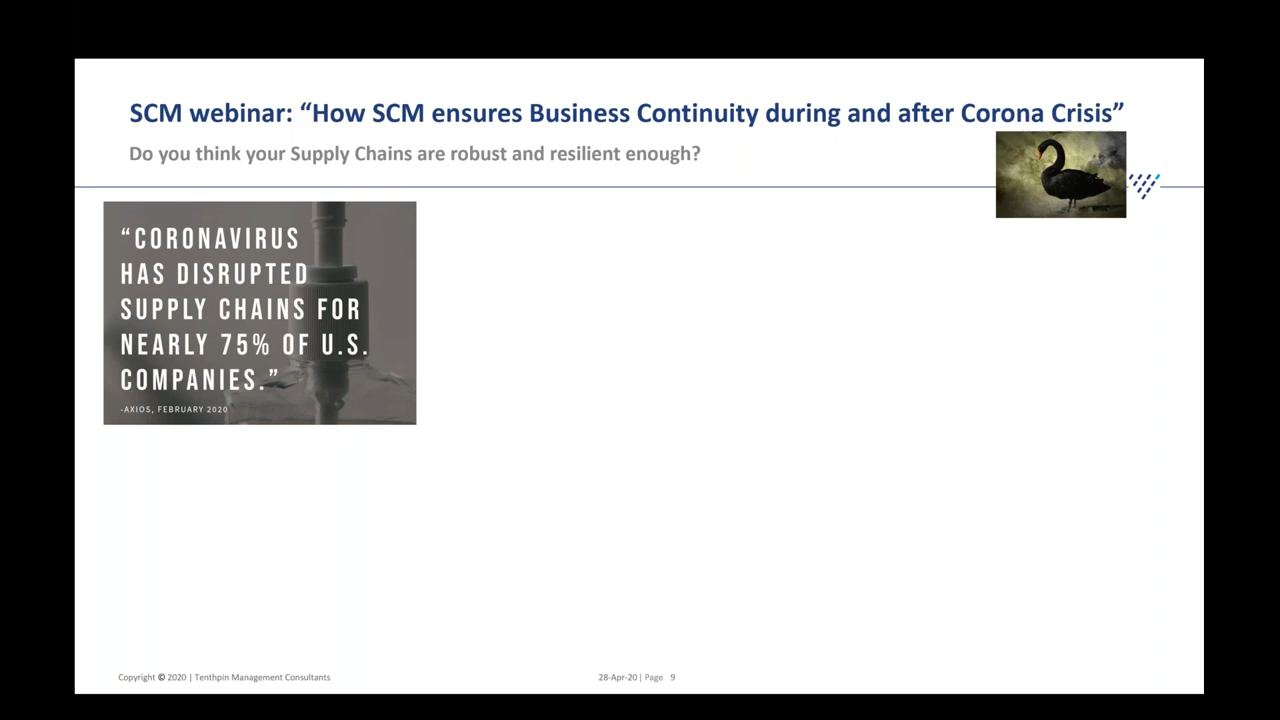 SCM webinar: “How SCM ensures Business Continuity during and after Corona Crisis”
Do you think your Supply Chains are robust and resilient enough?
“CORONAVIRUS
HAS DISRUPTED
SUPPLY CHAINS FOR
NEARLY 75% OF U.S.
COMPANIES.”
-AXIOS, FEBRUARY 2020
Copyright © 2020 | Tenthpin Management Consultants
28-Apr-20 | Page 9